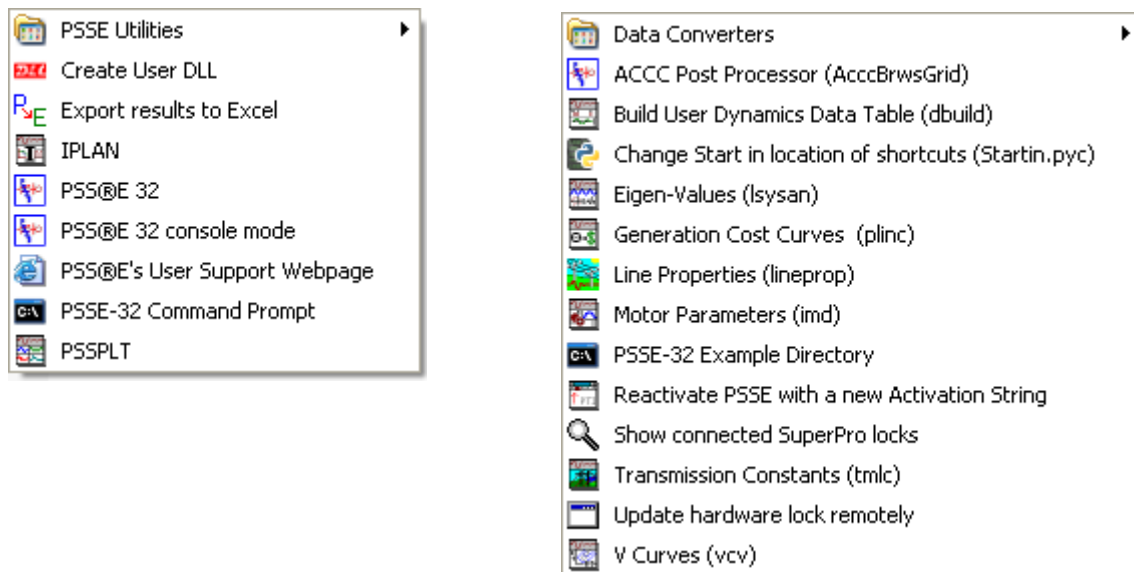 PSSE Utilities
Create User DLL
Export results to Excel
IPLAN
PSS®E 32
PSS®E 32 console mode
PSS®E's User Support Webpage
PSSE-32 Command Prompt
PSSPLT
Data Converters
ACCC Post Processor (AcccBrwsGrid)
Build User Dynamics Data Table (dbuild)
Change Start in location of shortcuts (Startin.pyc)
Eigen-Values (lsysan)
Generation Cost Curves (plinc)
Line Properties (lineprop)
Motor Parameters (imd)
PSSE-32 Example Directory
Reactivate PSSE with a new Activation String
Show connected SuperPro locks
Transmission Constants (tmlc)
Update hardware lock remotely
V Curves (vcv)